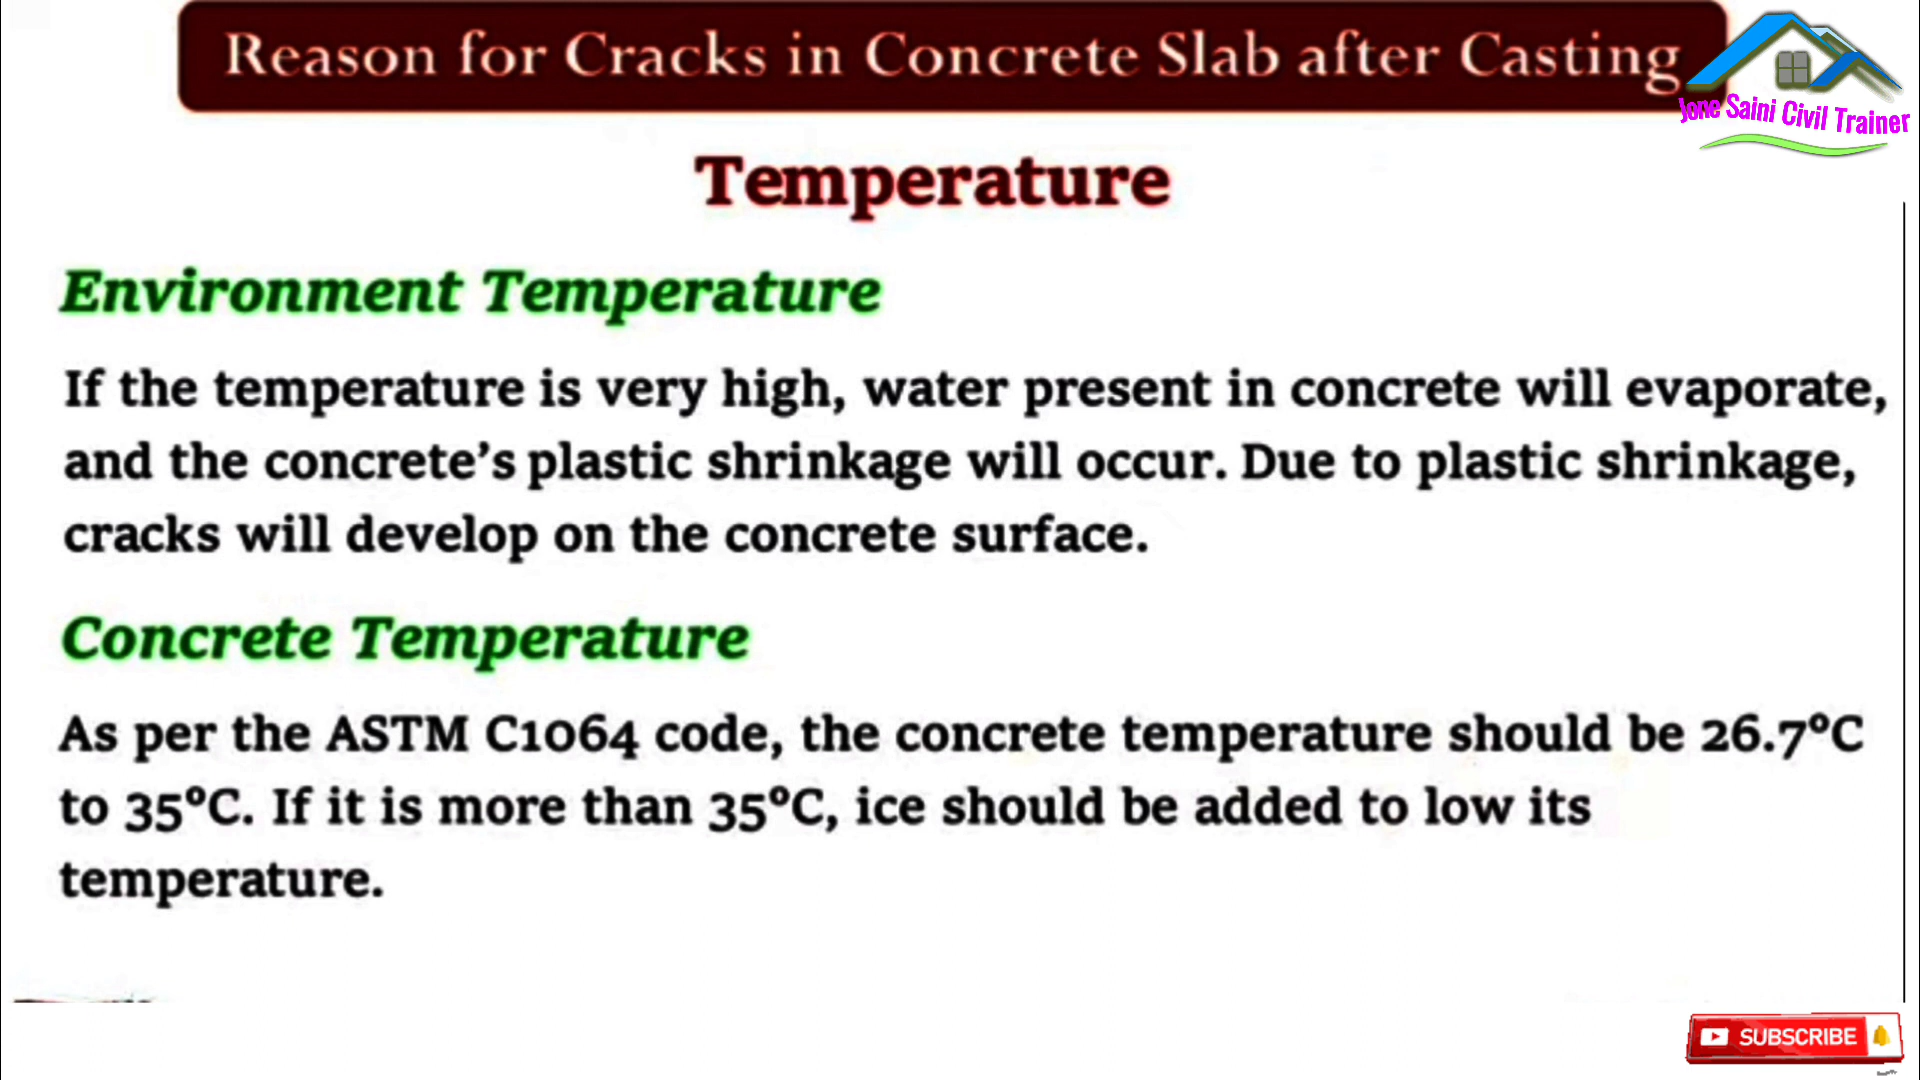 Reason for Cracks in Concrete Slab after Casting
Jone Saini Civil Trainer
Temperature
Environment Temperature
If the temperature is very high, water present in concrete will evaporate,
and the concrete's plastic shrinkage will occur. Due to plastic shrinkage,
cracks will develop on the concrete surface.
Concrete Temperature
As per the ASTM C1064 code, the concrete temperature should be 26.7°C
to 35°C. If it is more than 35°C, ice should be added to low its
temperature.
SUBSCRIBE